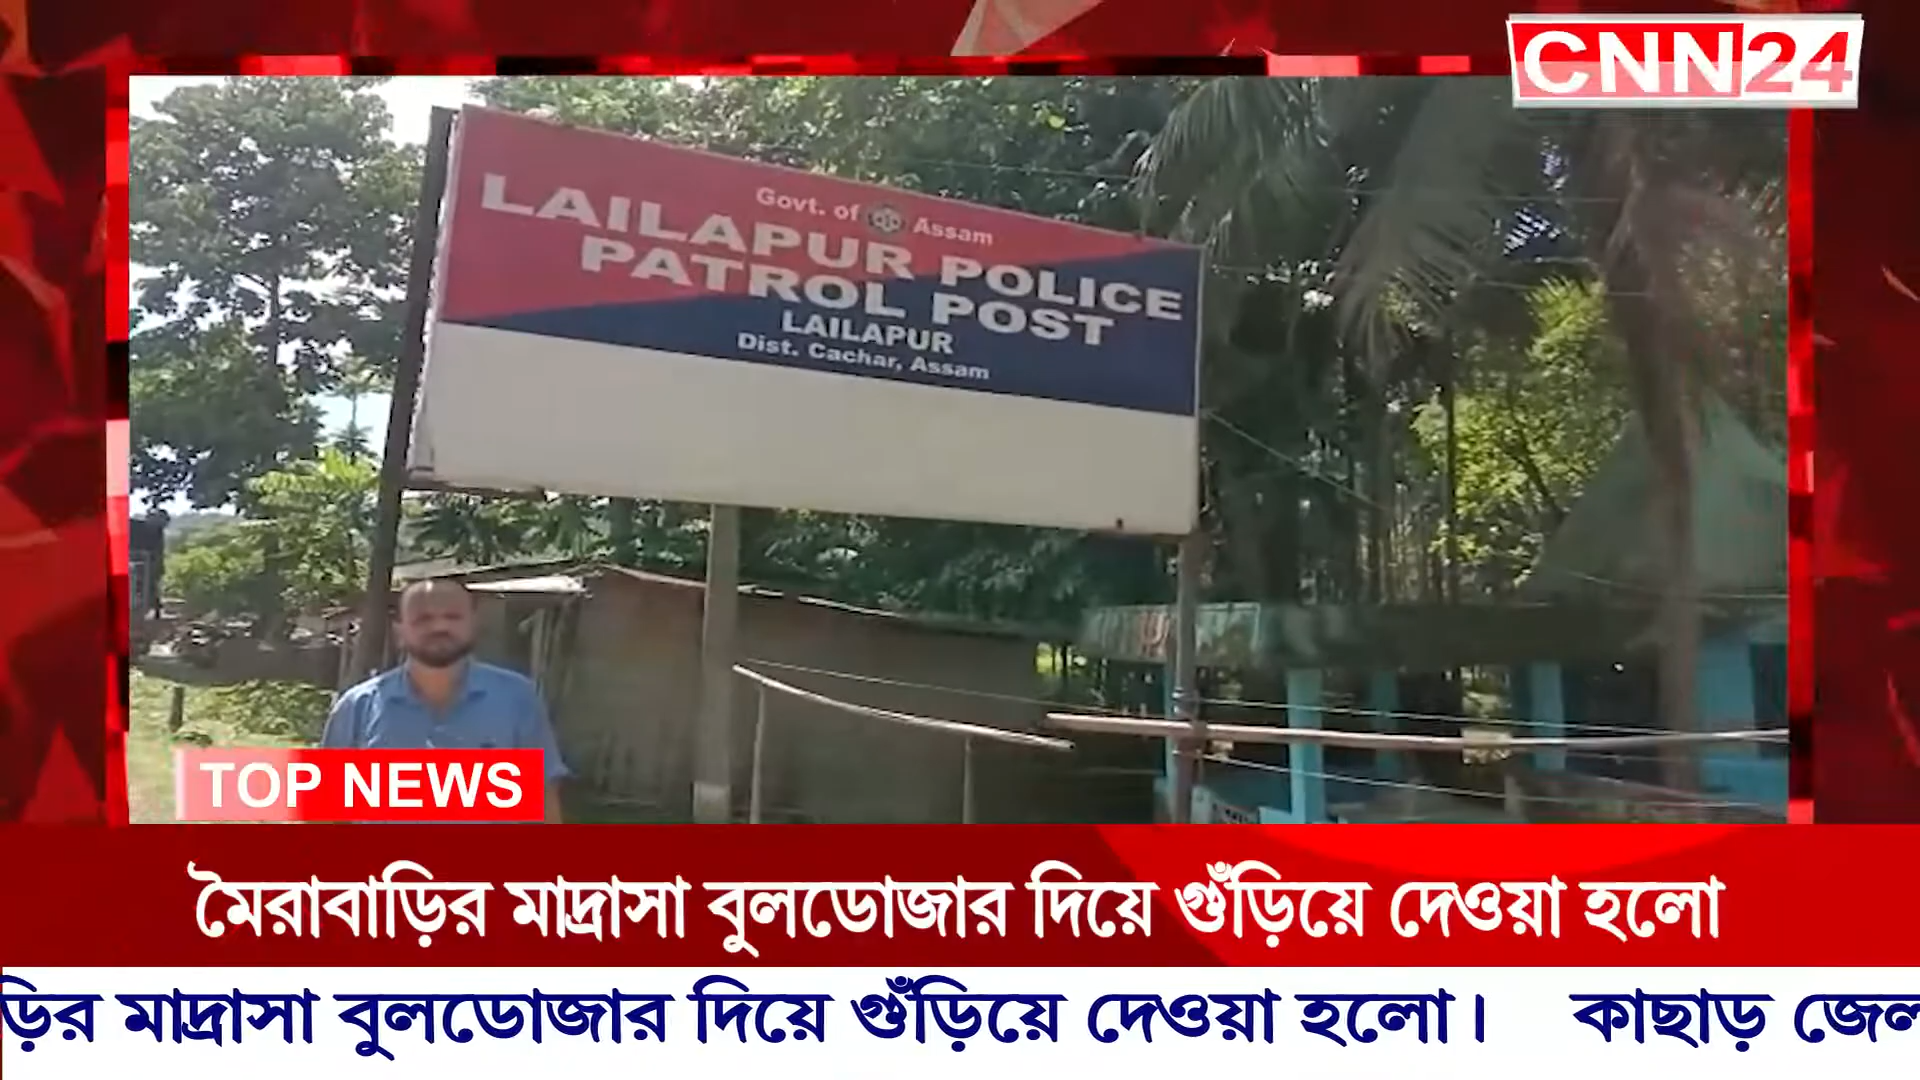 CNN24
Govt. of Assam
LAILAPUR POLICE
PATROL POST
LAILAPUR
Dist. Cachar, Assam
TOP NEWS
মৈরাবাড়ির মাদ্রাসা বুলডোজার দিয়ে গুঁড়িয়ে দেওয়া হলো
ড়ির মাদ্রাসা বুলডোজার দিয়ে গুঁড়িয়ে দেওয়া হলো। কাছাড় জেল